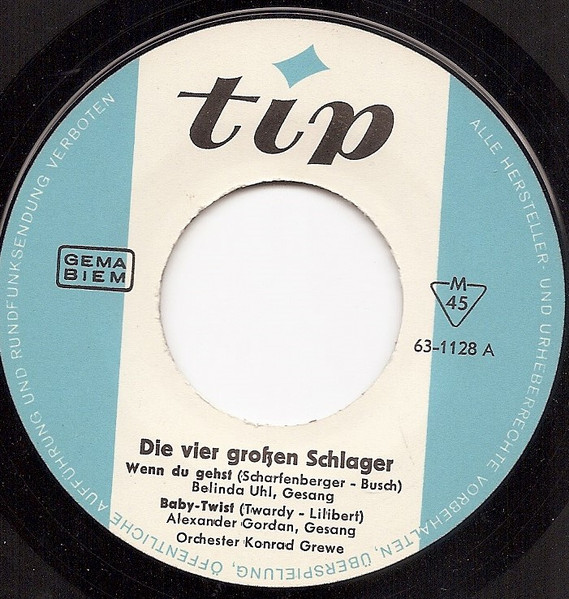 tip
GEMA
BIEM
M
45
63-1128 A
Die vier großen Schlager
Wenn du gehst (Scharfenberger - Busch)
Belinda Uhl, Gesang
Baby-Twist (Twardy - Lilibert)
Alexander Gordan, Gesang
Orchester Konrad Grewe
ALLE HERSTELLER- UND URHEBERRECHTE VORBEHALTEN, ÜBERSPIELUNG, ÖFFENTLICHE AUFFÜHRUNG UND RUNDFUNKSENDUNG VERBOTEN